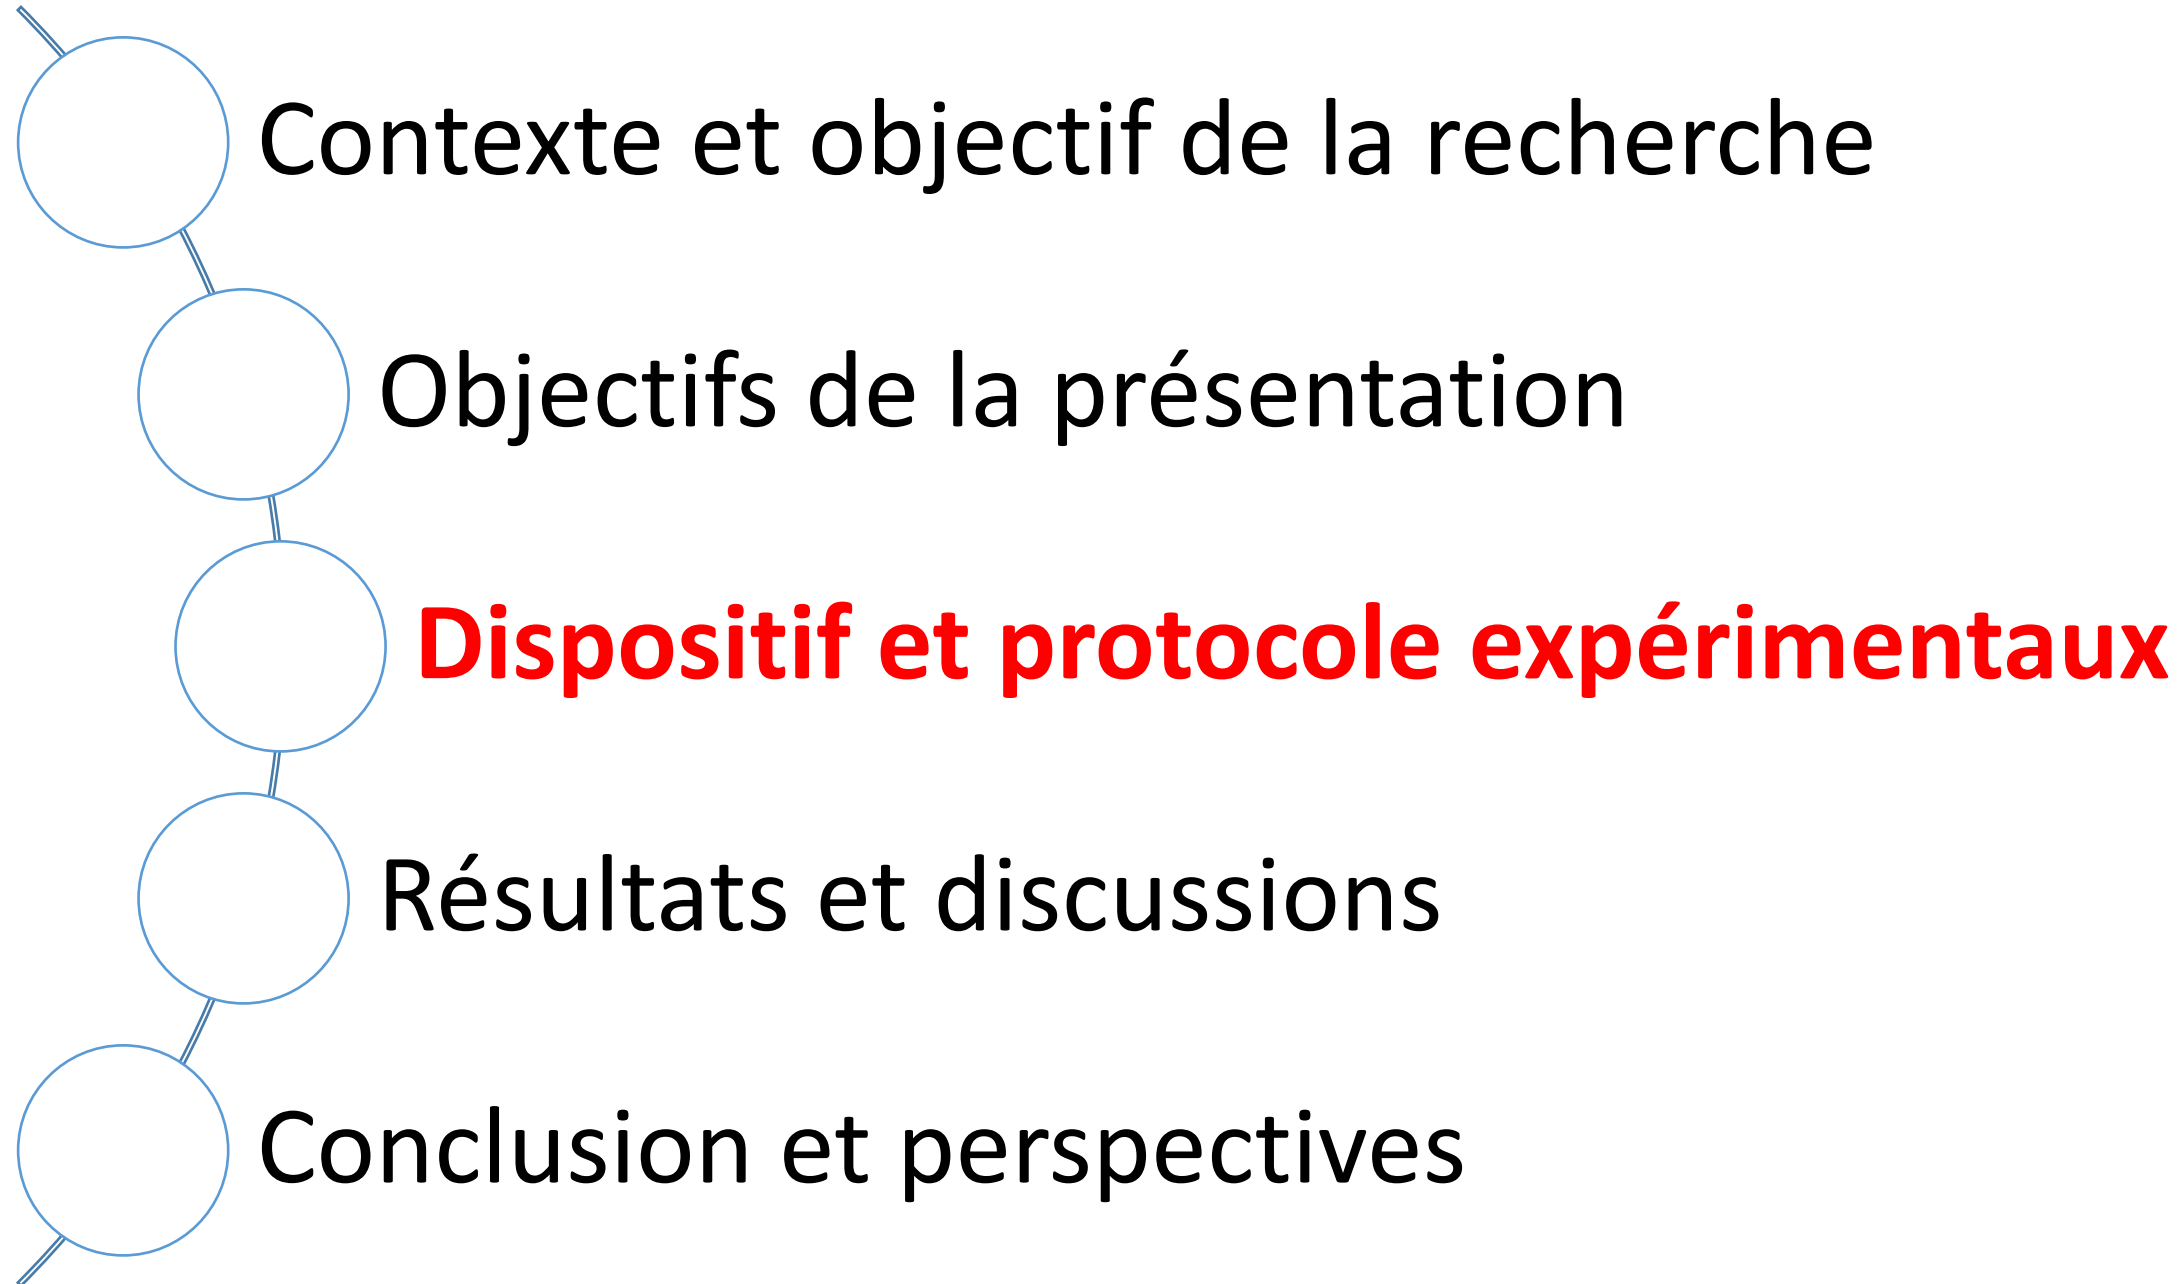 Contexte et objectif de la recherche
Objectifs de la présentation
Dispositif et protocole expérimentaux
Résultats et discussions
Conclusion et perspectives